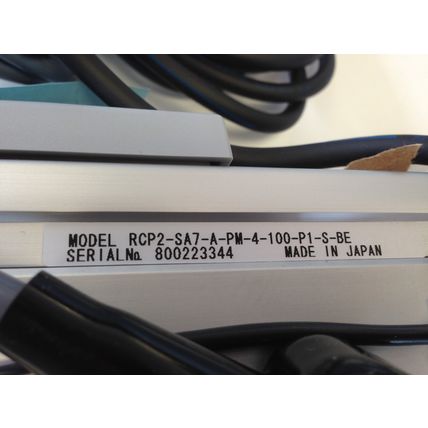 MODEL RCP2-SA7-A-PM-4-100-P1-S-BE
SERIAL№ 800223344 MADE IN JAPAN